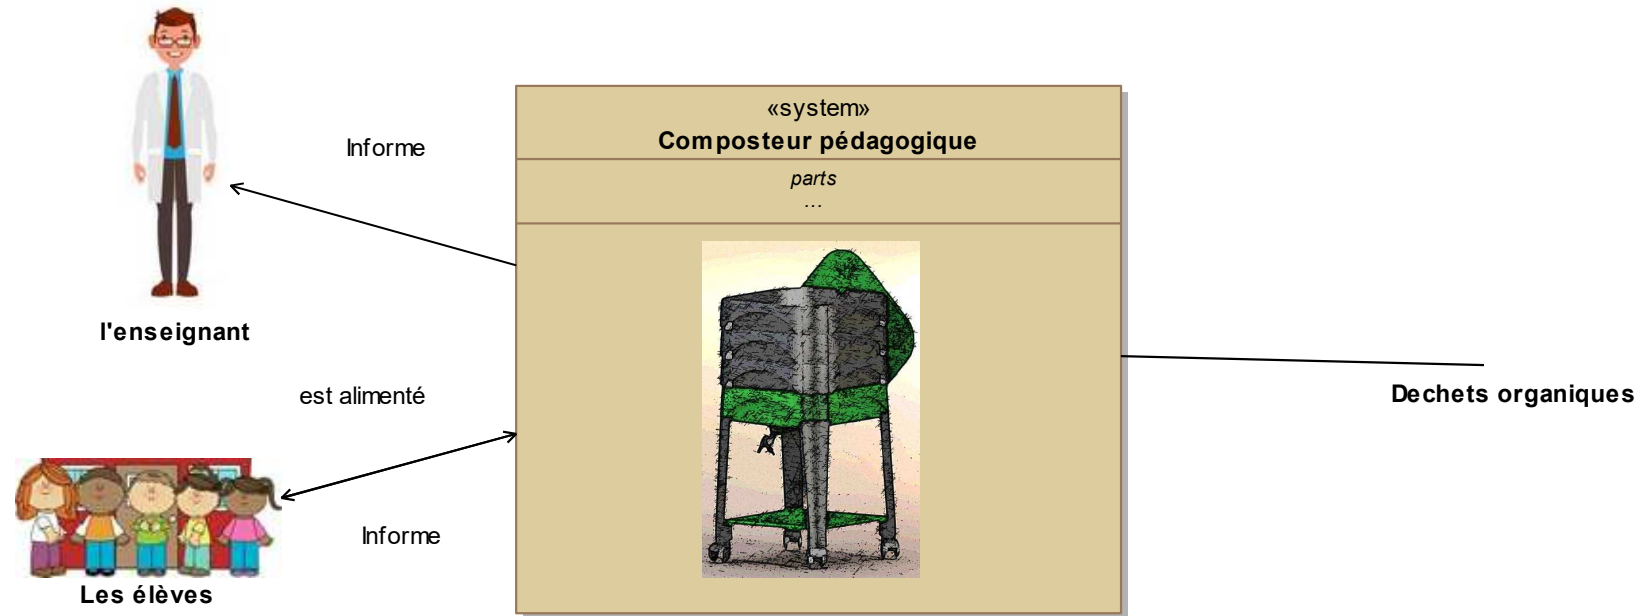 «system»
Composteur pédagogique
parts
...
Informe
l'enseignant
est alimenté
Dechets organiques
Informe
Les élèves